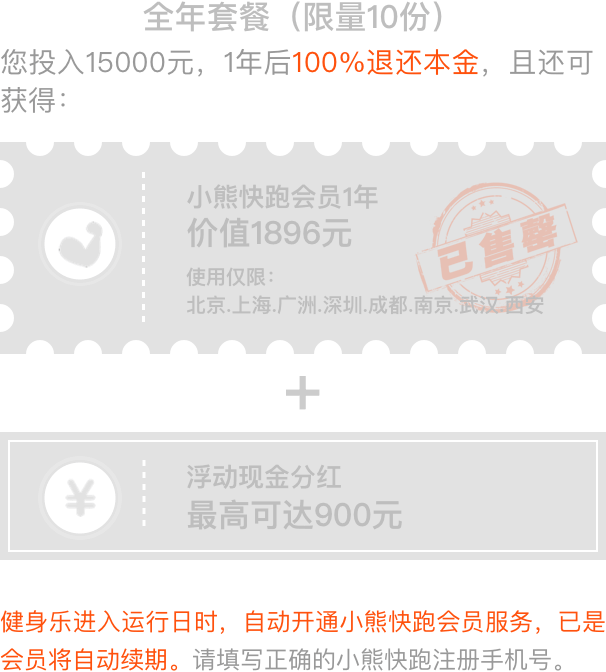 全年套餐（限量10份）
您投入15000元，1年后100%退还本金，且还可
获得：
小熊快跑会员1年
价值1896元
已售罄
使用仅限：
北京.上海.广洲.深圳.成都.南京.武汉.西安
+
¥
浮动现金分红
最高可达900元
健身乐进入运行日时，自动开通小熊快跑会员服务，已是
会员将自动续期。请填写正确的小熊快跑注册手机号。